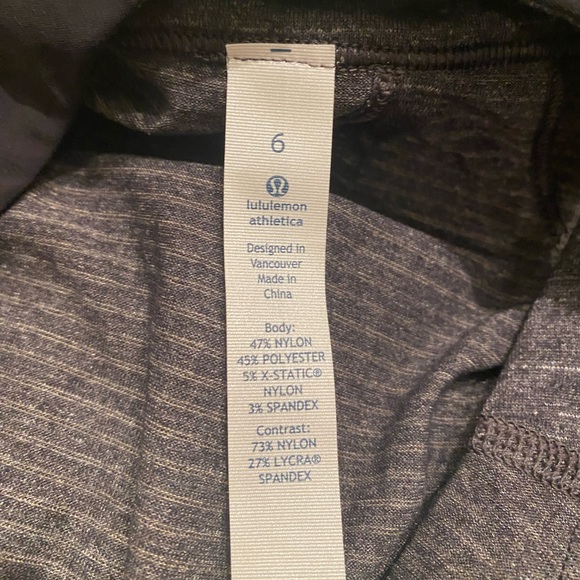 6
lululemon
athletica
Designed in
Vancouver
Made in
China
Body:
47% NYLON
45% POLYESTER
5% X-STATIC®
NYLON
3% SPANDEX
Contrast:
73% NYLON
27% LYCRA®
SPANDEX